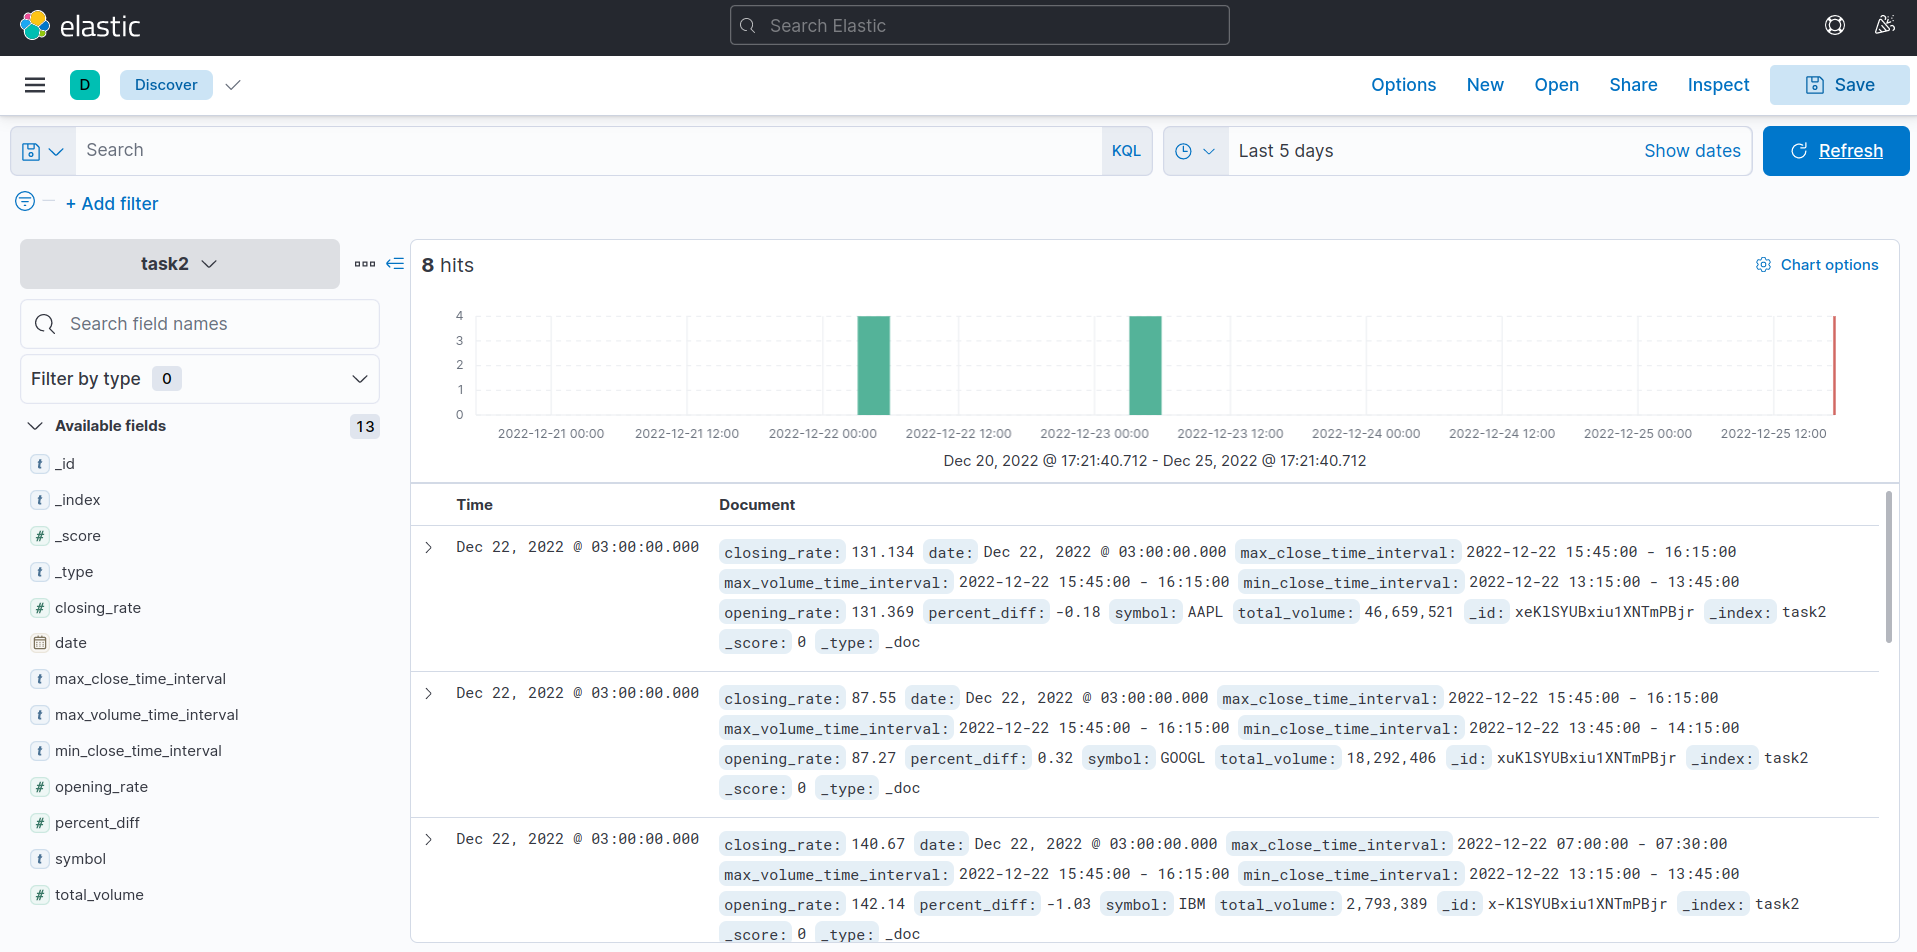 elastic
Search Elastic
D Discover
Options New Open Share Inspect Save
Search KQL
Last 5 days Show dates
Refresh
+ Add filter
task2
Search field names
Filter by type 0
Available fields 13
t _id
t _index
# _score
t _type
# closing_rate
date
t max_close_time_interval
t max_volume_time_interval
t min_close_time_interval
# opening_rate
# percent_diff
t symbol
# total_volume
8 hits
Chart options
4
3
2
1
0
2022-12-21 00:00 2022-12-21 12:00 2022-12-22 00:00 2022-12-22 12:00 2022-12-23 00:00 2022-12-23 12:00 2022-12-24 00:00 2022-12-24 12:00 2022-12-25 00:00 2022-12-25 12:00
Dec 20, 2022 @ 17:21:40.712 - Dec 25, 2022 @ 17:21:40.712
Time Document
Dec 22, 2022 @ 03:00:00.000 closing_rate: 131.134 date: Dec 22, 2022 @ 03:00:00.000 max_close_time_interval: 2022-12-22 15:45:00 - 16:15:00
max_volume_time_interval: 2022-12-22 15:45:00 - 16:15:00 min_close_time_interval: 2022-12-22 13:15:00 - 13:45:00
opening_rate: 131.369 percent_diff: -0.18 symbol: AAPL total_volume: 46,659,521 _id: xeKlSYUBxiu1XNTmPBjr _index: task2
_score: 0 _type: _doc
Dec 22, 2022 @ 03:00:00.000 closing_rate: 87.55 date: Dec 22, 2022 @ 03:00:00.000 max_close_time_interval: 2022-12-22 15:45:00 - 16:15:00
max_volume_time_interval: 2022-12-22 15:45:00 - 16:15:00 min_close_time_interval: 2022-12-22 13:45:00 - 14:15:00
opening_rate: 87.27 percent_diff: 0.32 symbol: GOOGL total_volume: 18,292,406 _id: xuKlSYUBxiu1XNTmPBjr _index: task2
_score: 0 _type: _doc
Dec 22, 2022 @ 03:00:00.000 closing_rate: 140.67 date: Dec 22, 2022 @ 03:00:00.000 max_close_time_interval: 2022-12-22 07:00:00 - 07:30:00
max_volume_time_interval: 2022-12-22 15:45:00 - 16:15:00 min_close_time_interval: 2022-12-22 13:15:00 - 13:45:00
opening_rate: 142.14 percent_diff: -1.03 symbol: IBM total_volume: 2,793,389 _id: x-KlSYUBxiu1XNTmPBjr _index: task2
_score: 0 _type: _doc